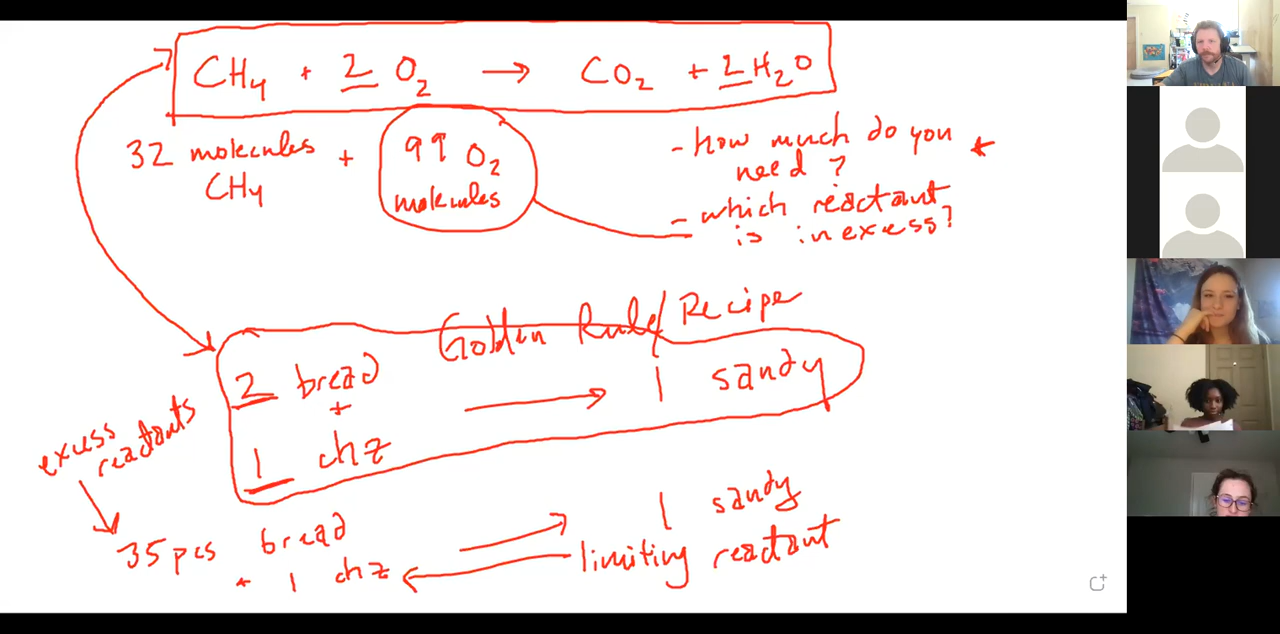 CH4 + 2 O2 → CO2 + 2 H2O
32 molecules + 99 O2
CH4 molecules
- How much do you
need?
- which reactant
is in exess?
Golden Rule/Recipe
2 bread → 1 sandy
+
1 chz
exess
reactants
35 pcs bread → 1 sandy
+ 1 chz ← limiting reactant